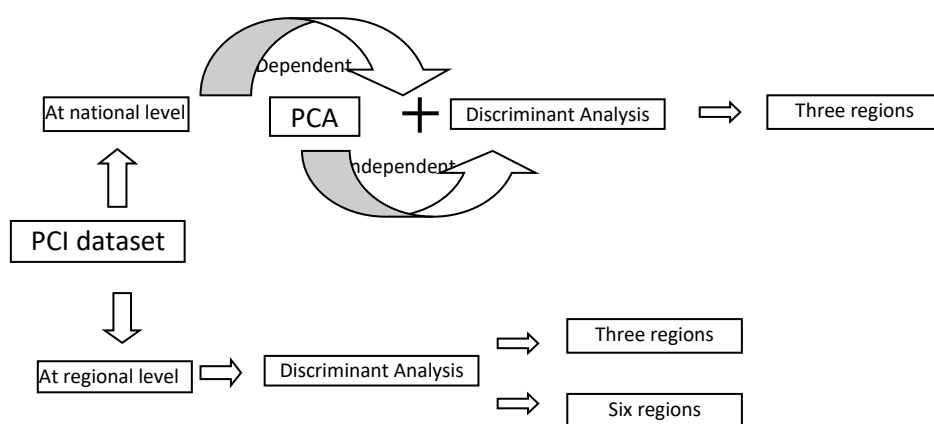 Dependent
At national level
PCA
+
Discriminant Analysis
Three regions
ndependent
PCI dataset
Three regions
At regional level
Discriminant Analysis
Six regions